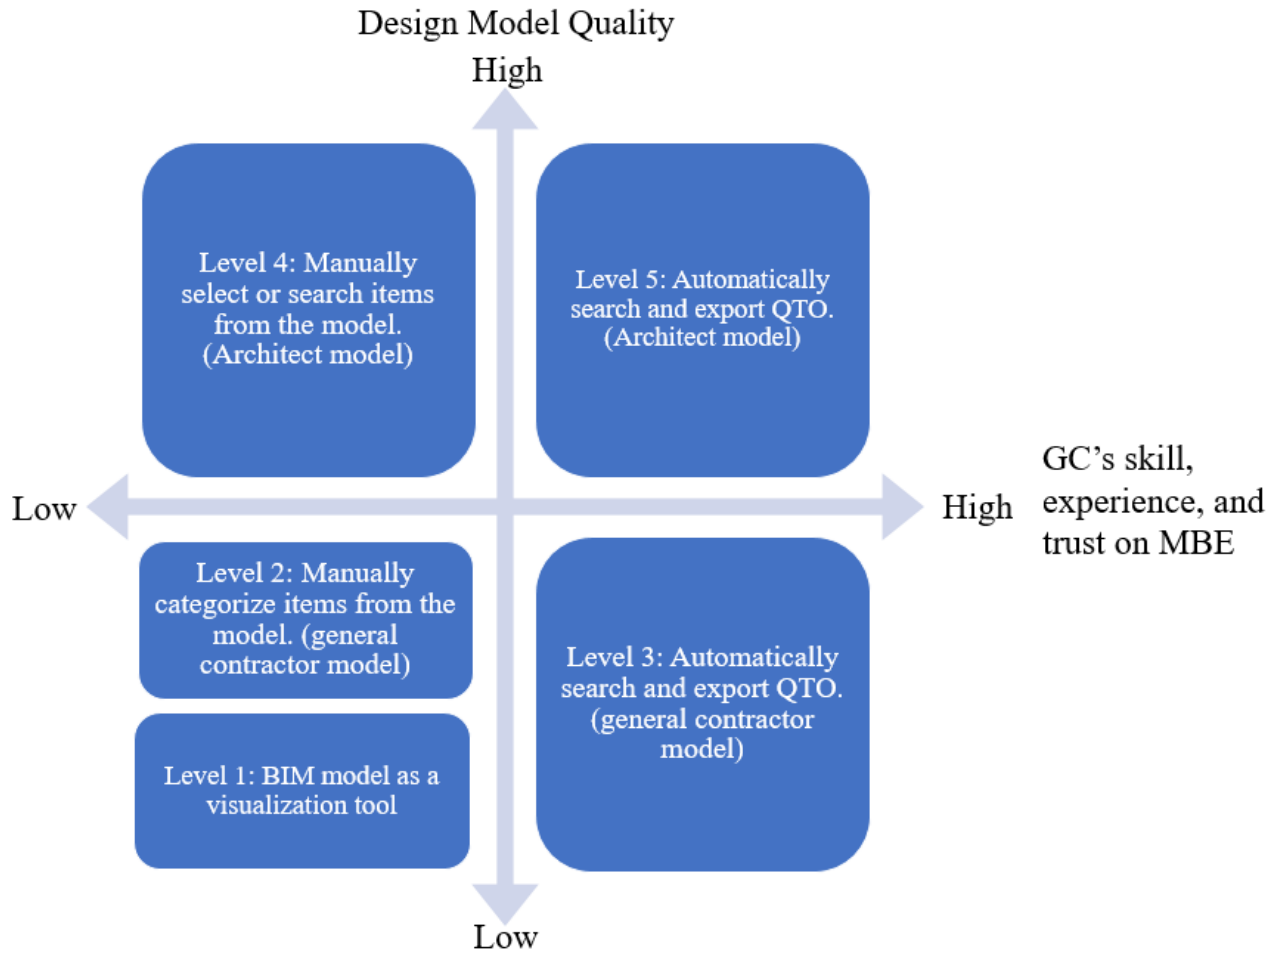 Design Model Quality
High
Level 4: Manually
select or search items
from the model.
(Architect model)
Level 5: Automatically
search and export QTO.
(Architect model)
Low
High
GC’s skill,
experience, and
trust on MBE
Level 2: Manually
categorize items from the
model. (general
contractor model)
Level 1: BIM model as a
visualization tool
Level 3: Automatically
search and export QTO.
(general contractor
model)
Low